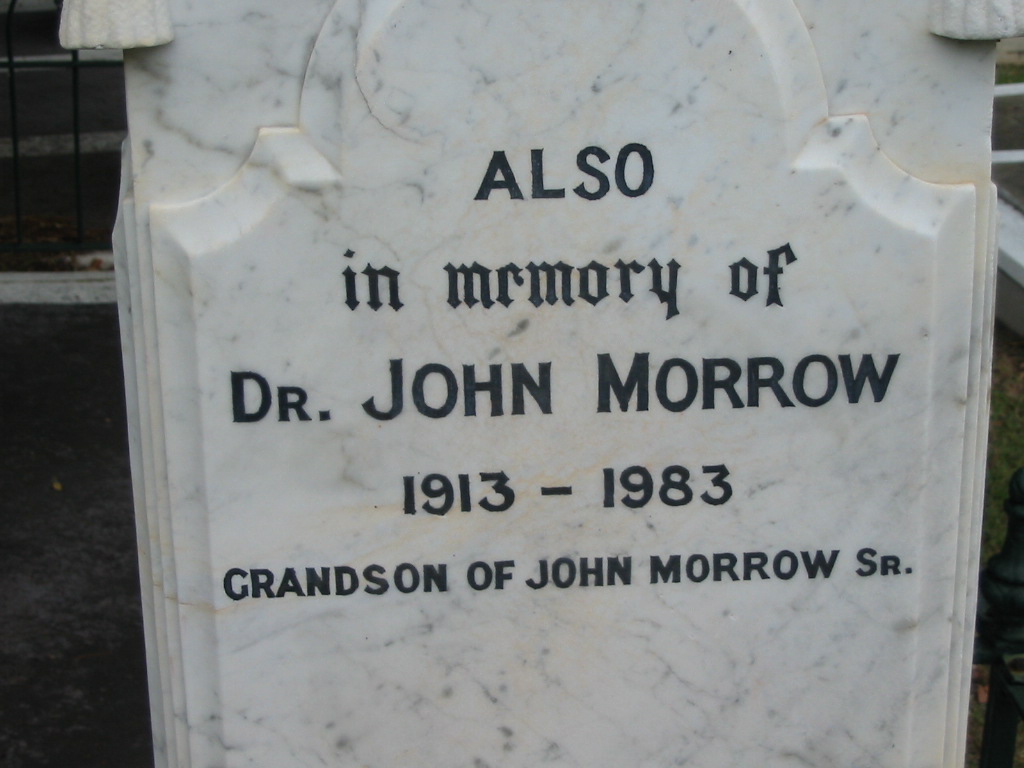 ALSO
in memory of
DR. JOHN MORROW
1913 – 1983
GRANDSON OF JOHN MORROW SR.